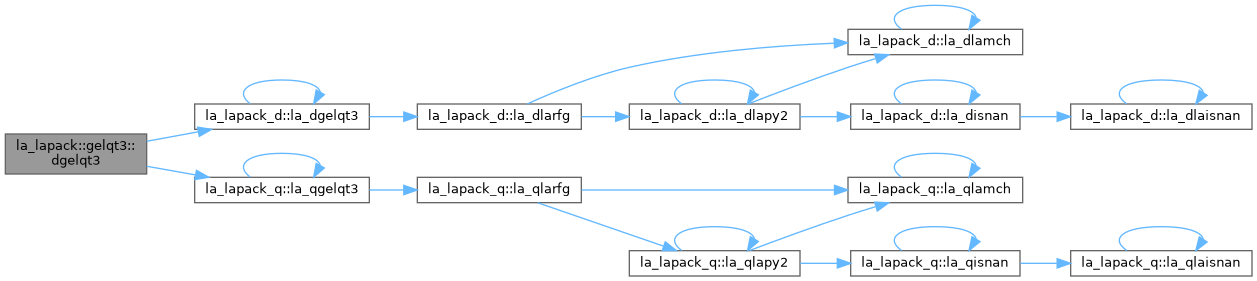 la_lapack::gelqt3::
dgelqt3
la_lapack_d::la_dgelqt3
la_lapack_d::la_dlarfg
la_lapack_d::la_dlapy2
la_lapack_d::la_dlamch
la_lapack_d::la_disnan
la_lapack_d::la_dlaisnan
la_lapack_q::la_qgelqt3
la_lapack_q::la_qlarfg
la_lapack_q::la_qlamch
la_lapack_q::la_qlapy2
la_lapack_q::la_qisnan
la_lapack_q::la_qlaisnan